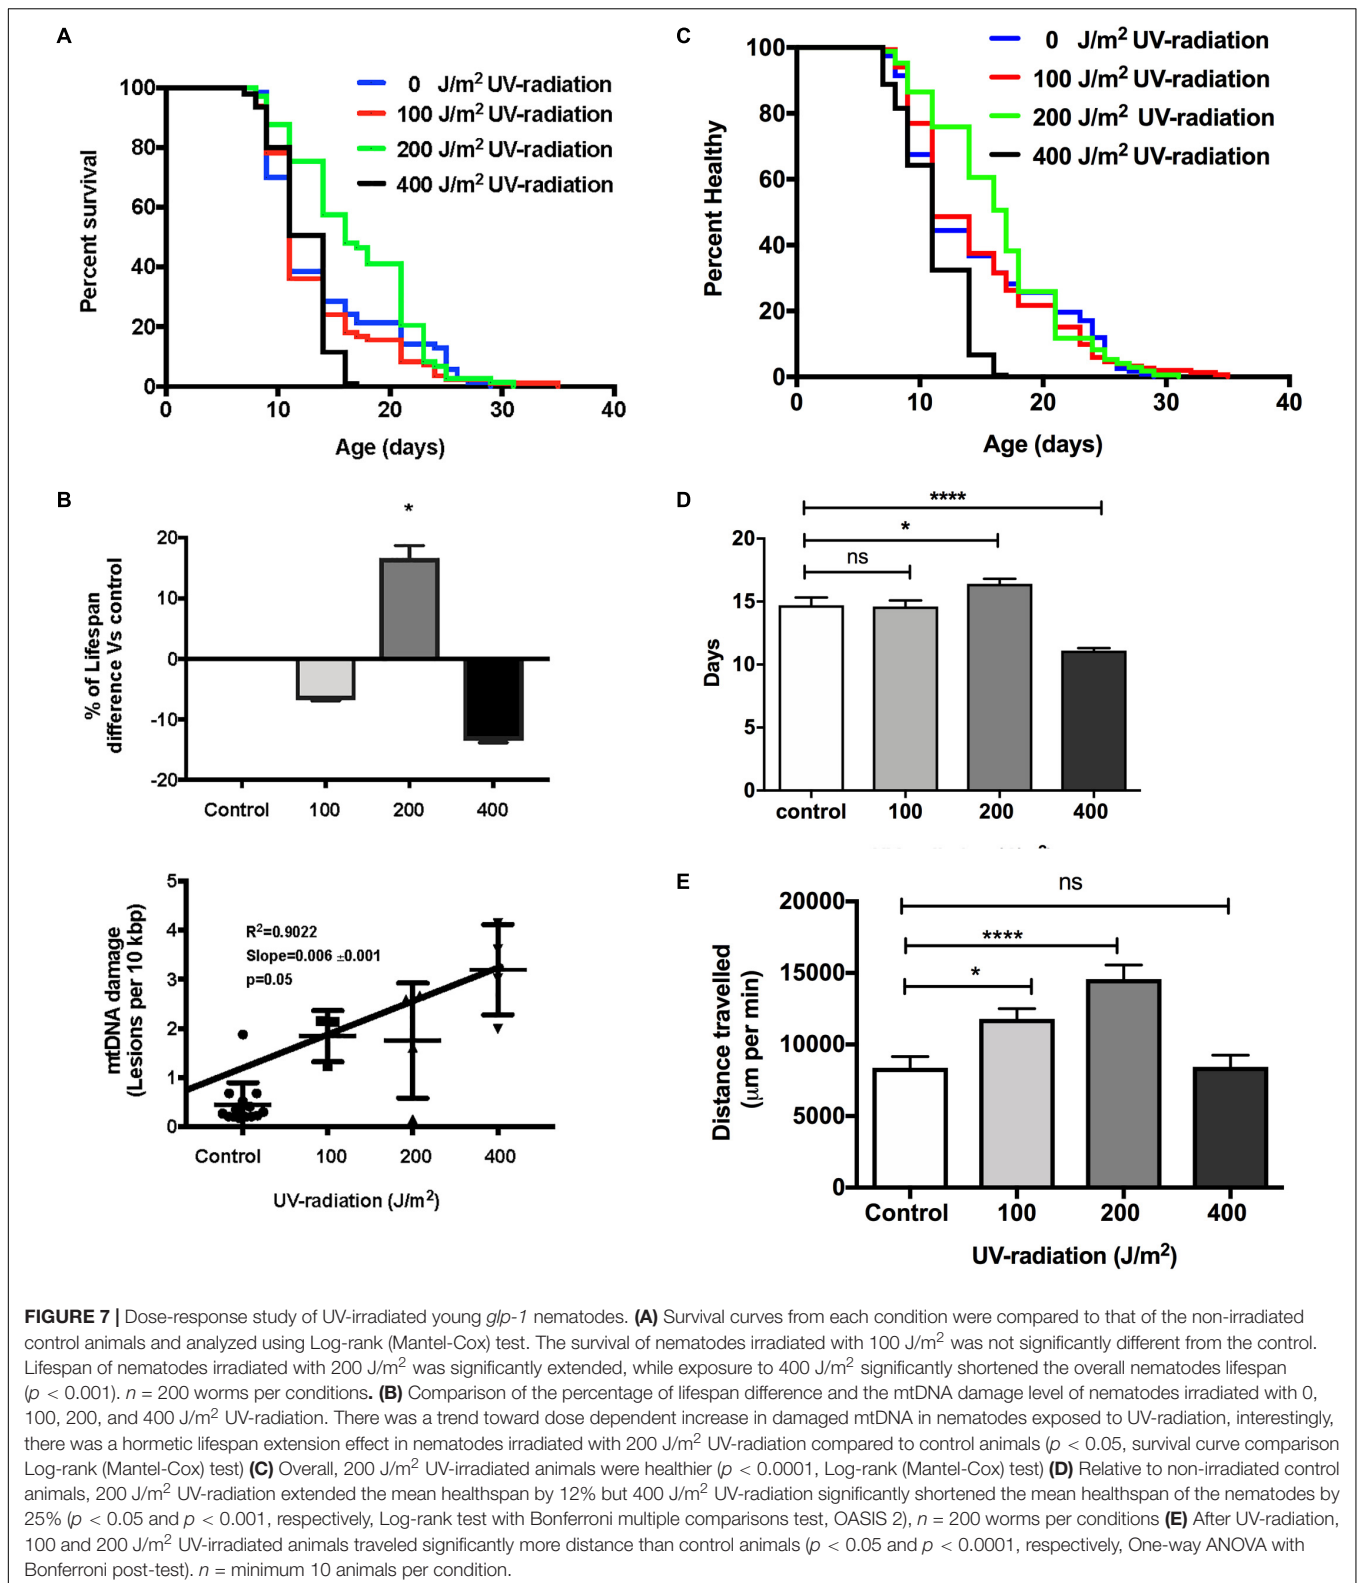 A
100
80
60
40
20
0
Percent survival
0 J/m2 UV-radiation
100 J/m2 UV-radiation
200 J/m2 UV-radiation
400 J/m2 UV-radiation
0 10 20 30 40
Age (days)
C
100
80
60
40
20
0
Percent Healthy
0 J/m2 UV-radiation
100 J/m2 UV-radiation
200 J/m2 UV-radiation
400 J/m2 UV-radiation
0 10 20 30 40
Age (days)
B
*
20
10
0
-10
-20
% of Lifespan
difference Vs control
Control 100 200 400
5
4
3
2
1
0
mtDNA damage
(Lesions per 10 kbp)
R2=0.9022
Slope=0.006 ±0.001
p=0.05
Control 100 200 400
UV-radiation (J/m2)
D
****
*
ns
20
15
10
5
0
Days
control 100 200 400
E
ns
****
*
20000
15000
10000
5000
0
Distance travelled
(µm per min)
Control 100 200 400
UV-radiation (J/m2)
FIGURE 7 | Dose-response study of UV-irradiated young glp-1 nematodes. (A) Survival curves from each condition were compared to that of the non-irradiated
control animals and analyzed using Log-rank (Mantel-Cox) test. The survival of nematodes irradiated with 100 J/m2 was not significantly different from the control.
Lifespan of nematodes irradiated with 200 J/m2 was significantly extended, while exposure to 400 J/m2 significantly shortened the overall nematodes lifespan
(p < 0.001). n = 200 worms per conditions. (B) Comparison of the percentage of lifespan difference and the mtDNA damage level of nematodes irradiated with 0,
100, 200, and 400 J/m2 UV-radiation. There was a trend toward dose dependent increase in damaged mtDNA in nematodes exposed to UV-radiation, interestingly,
there was a hormetic lifespan extension effect in nematodes irradiated with 200 J/m2 UV-radiation compared to control animals (p < 0.05, survival curve comparison
Log-rank (Mantel-Cox) test) (C) Overall, 200 J/m2 UV-irradiated animals were healthier (p < 0.0001, Log-rank (Mantel-Cox) test) (D) Relative to non-irradiated control
animals, 200 J/m2 UV-radiation extended the mean healthspan by 12% but 400 J/m2 UV-radiation significantly shortened the mean healthspan of the nematodes by
25% (p < 0.05 and p < 0.001, respectively, Log-rank test with Bonferroni multiple comparisons test, OASIS 2), n = 200 worms per conditions (E) After UV-radiation,
100 and 200 J/m2 UV-irradiated animals traveled significantly more distance than control animals (p < 0.05 and p < 0.0001, respectively, One-way ANOVA with
Bonferroni post-test). n = minimum 10 animals per condition.